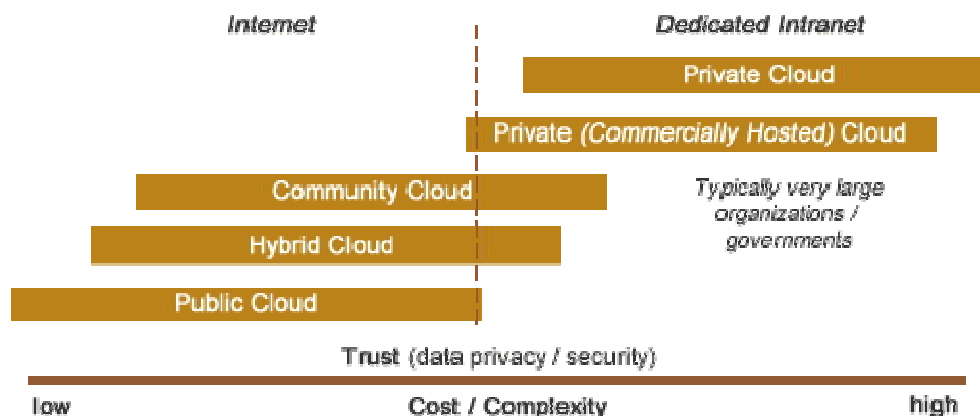 Internet
Dedicated Intranet
Private Cloud
Private (Commercially Hosted) Cloud
Community Cloud
Typically very large
organizations /
governments
Hybrid Cloud
Public Cloud
Trust (data privacy / security)
low
Cost / Complexity
high